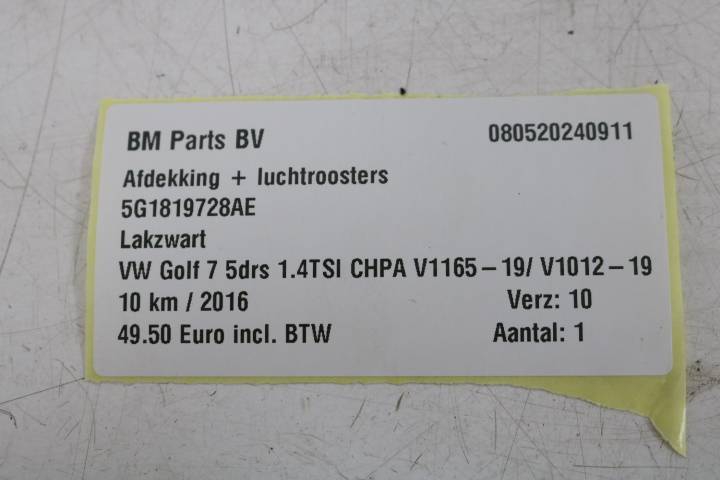 BM Parts BV 080520240911
Afdekking + luchtroosters
5G1819728AE
Lakzwart
VW Golf 7 5drs 1.4TSI CHPA V1165-19/ V1012-19
10 km / 2016 Verz: 10
49.50 Euro incl. BTW Aantal: 1